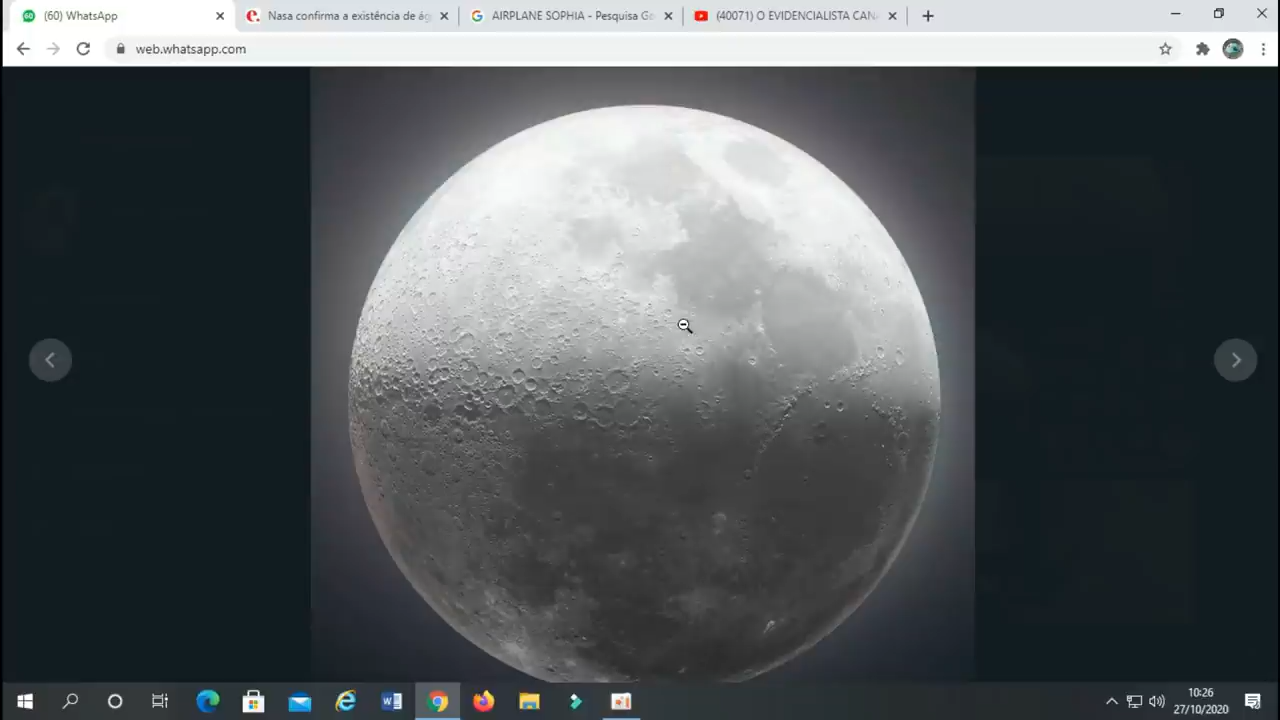 (60) WhatsApp
Nasa confirma a existência de ág
AIRPLANE SOPHIA - Pesquisa Go
(40071) O EVIDENCIALISTA CAN
web.whatsapp.com
10:26
27/10/2020